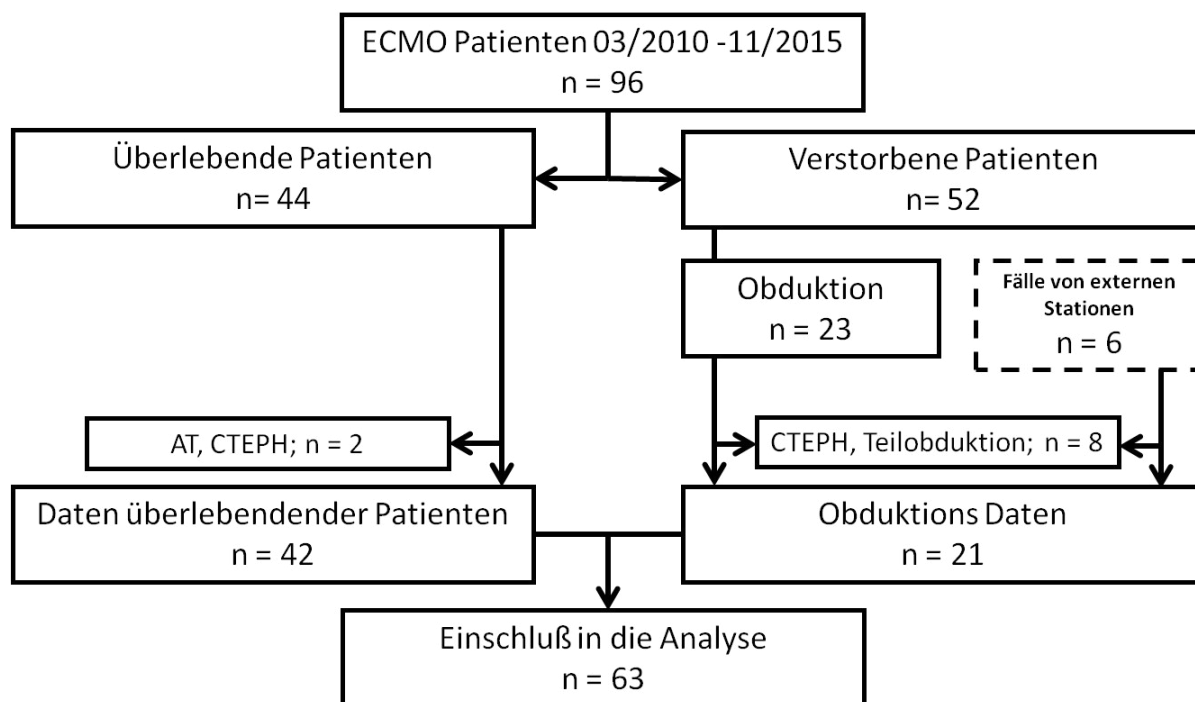 ECMO Patienten 03/2010 -11/2015
n = 96
Überlebende Patienten
n= 44
Verstorbene Patienten
n= 52
Obduktion
n = 23
Fälle von externen
Stationen
n = 6
AT, CTEPH; n = 2
CTEPH, Teilobduktion; n = 8
Daten überlebendender Patienten
n = 42
Obduktions Daten
n = 21
Einschluß in die Analyse
n = 63